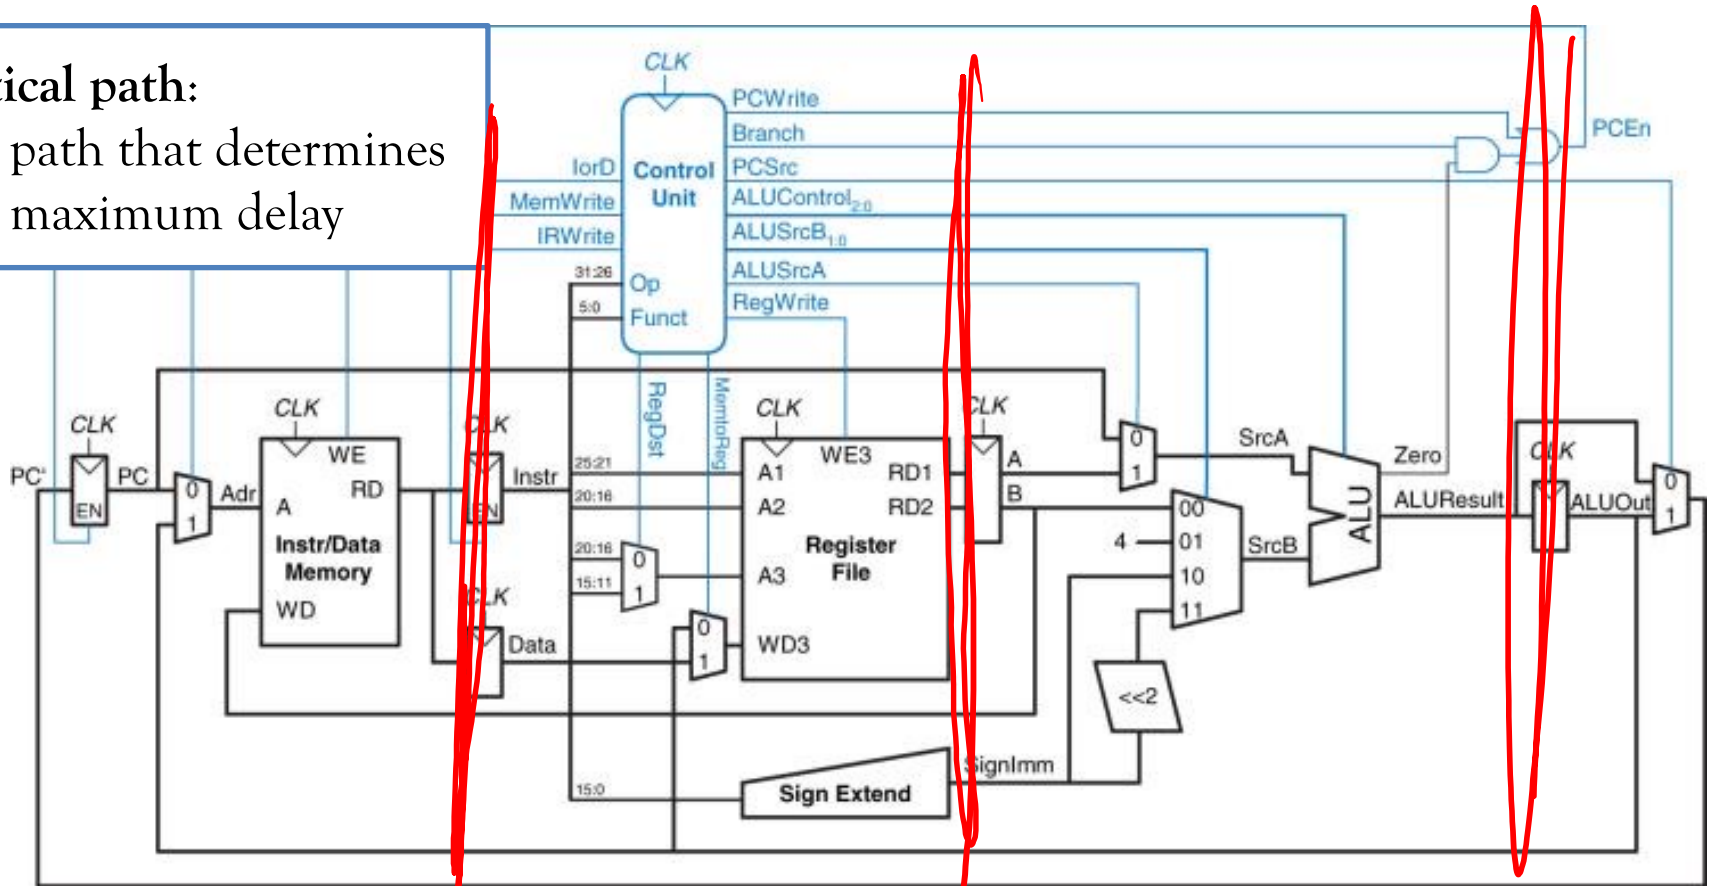 tical path:
path that determines
maximum delay
CLK
PCWrite
Branch
PCEn
IorD
Control
Unit
PCSrc
MemWrite
ALUControl2:0
IRWrite
ALUSrcB1:0
31:26
Op
ALUSrcA
5:0
Funct
RegWrite
RegDst
MemtoReg
CLK
CLK
CLK
CLK
CLK
CLK
PC'
EN
PC
0
1
Adr
WE
A
RD
Instr/Data
Memory
WD
EN
Instr
CLK
Data
25:21
20:16
20:16
15:11
0
1
0
1
A1
A2
A3
WD3
WE3
RD1
RD2
Register
File
A
B
0
1
4
00
01
10
11
SrcA
SrcB
ALU
Zero
ALUResult
ALUOut
0
1
<<2
15:0
Sign Extend
SignImm